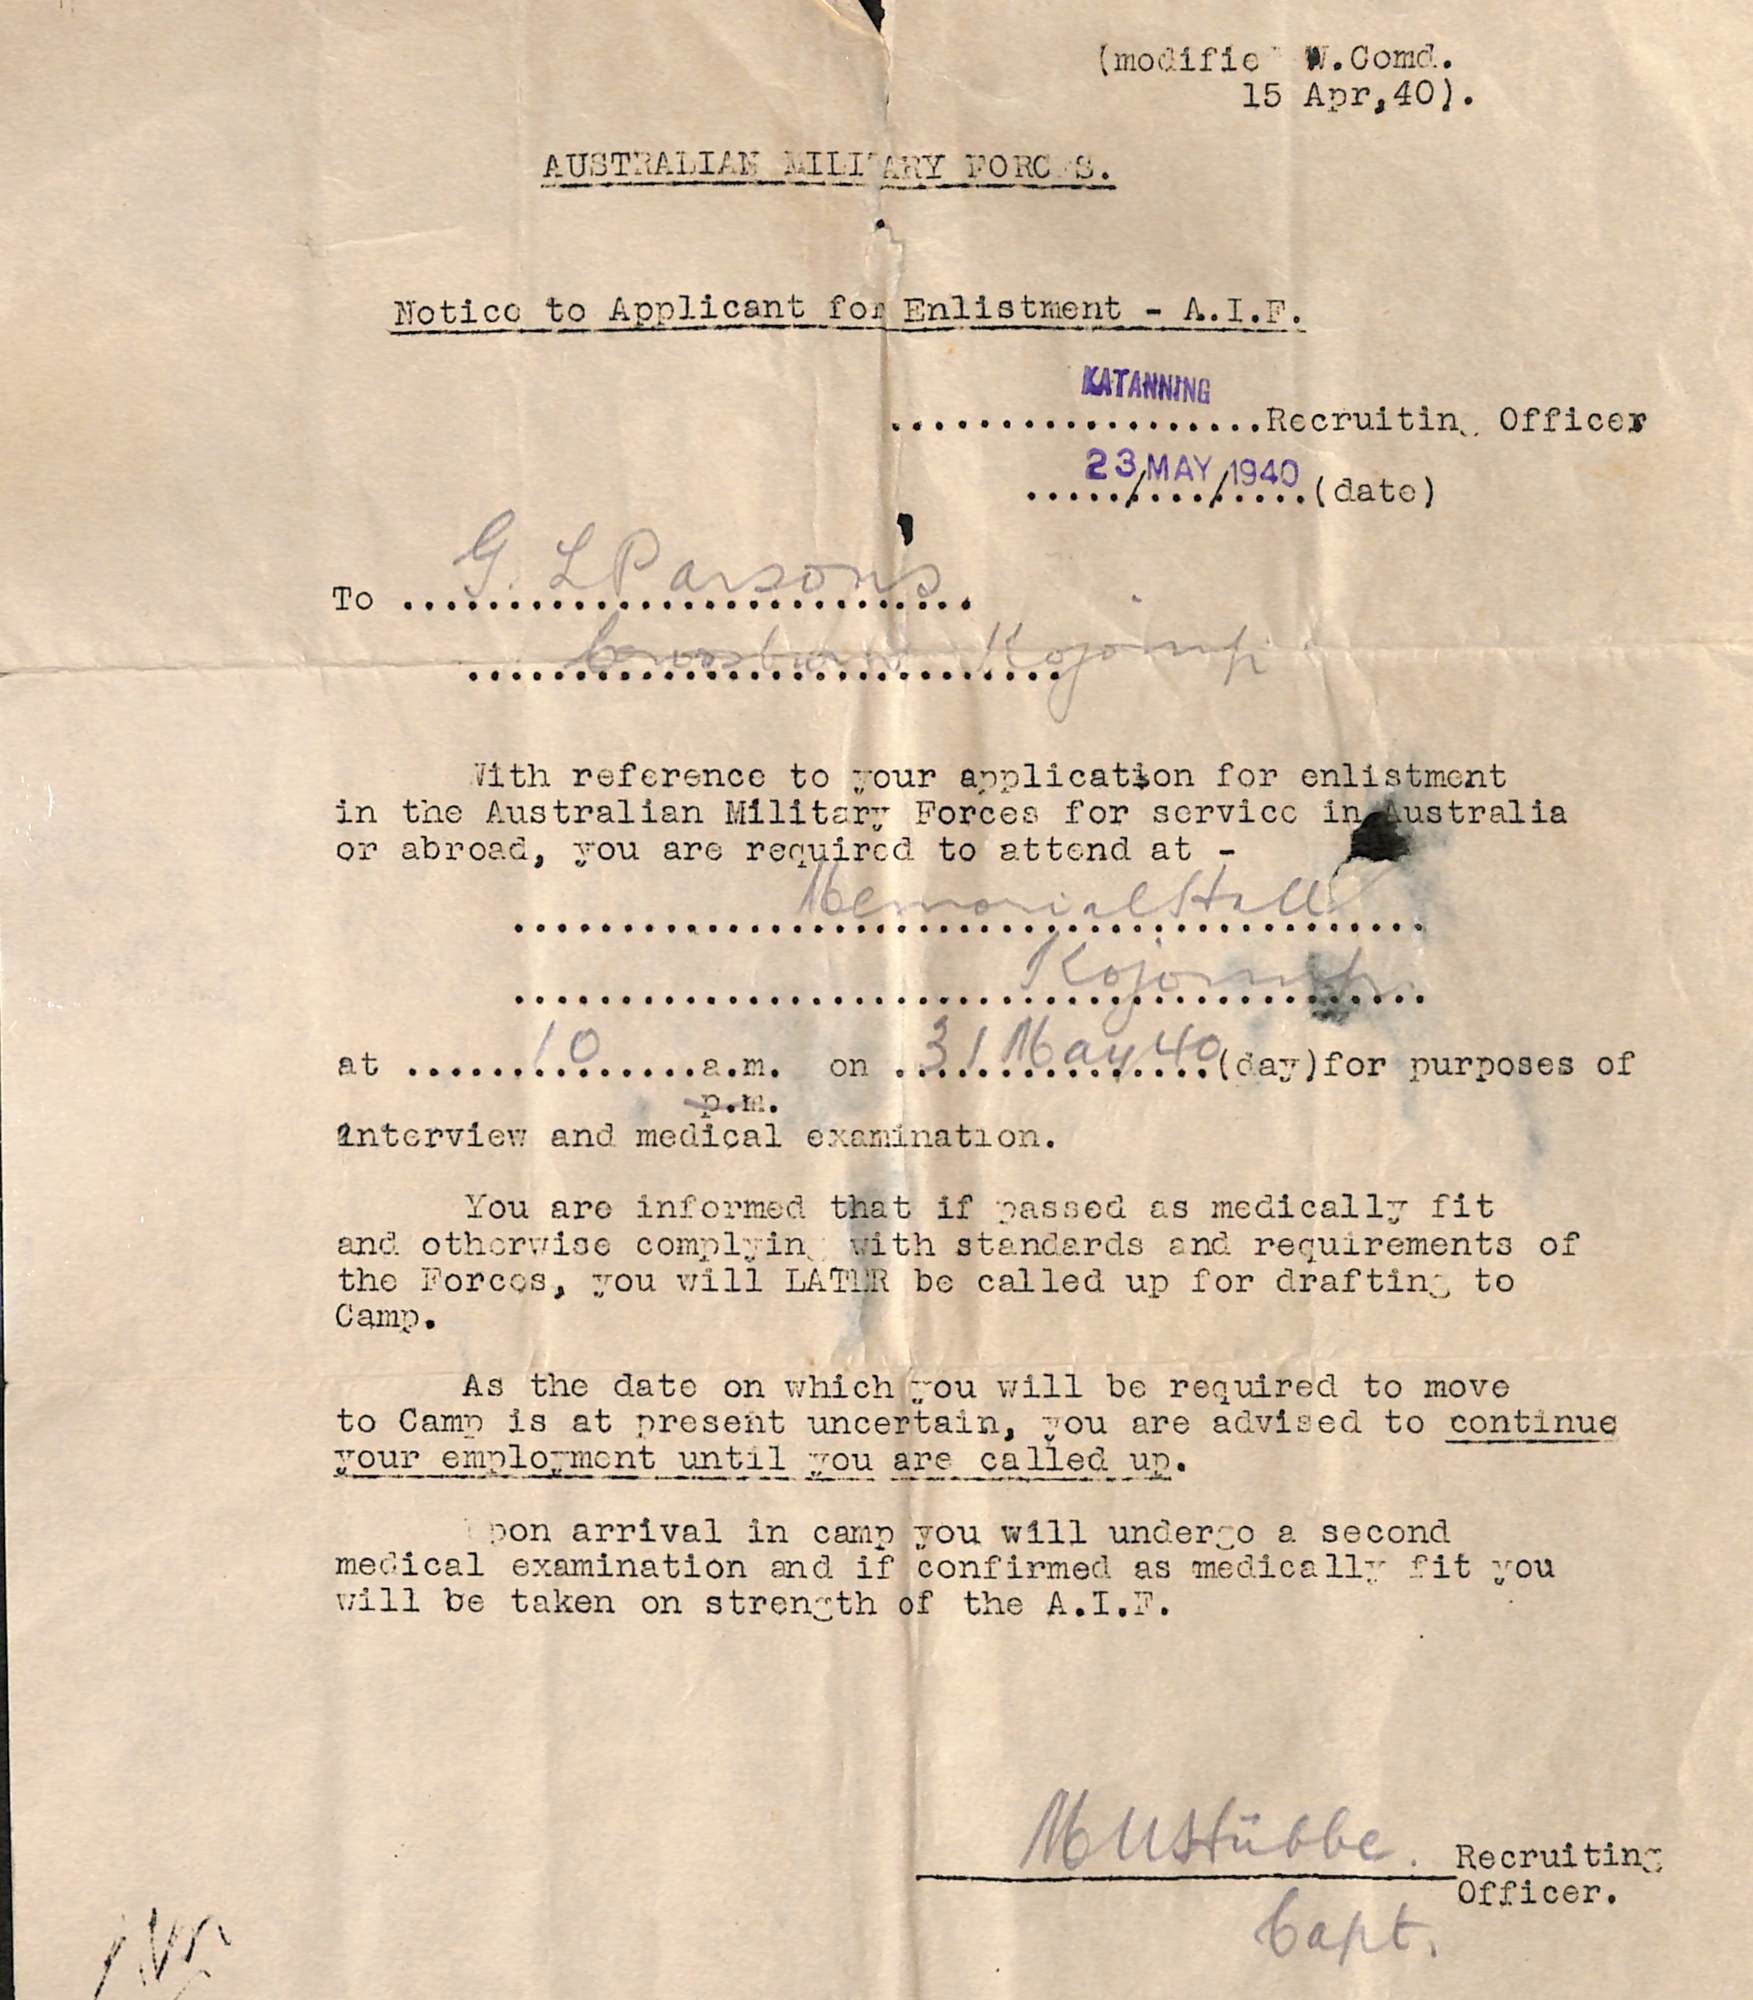 (modifie W.Comd.
15 Apr,40).
AUSTRALIAN MILITARY FORCES.
Notice to Applicant for Enlistment - A.I.F.
KATANNING
..................Recruiting Officer
23 MAY 1940
...../.../....(date)
G. L Parsons
To ...........................
Kojonup
............................
With reference to your application for enlistment
in the Australian Military Forces for service in Australia
or abroad, you are required to attend at -
Memorial Hall
...........................................
Kojonup
...........................................
at ......10......a.m. on 31 May 40 (day)for purposes of
p.m.
interview and medical examination.
You are informed that if passed as medically fit
and otherwise complying with standards and requirements of
the Forces, you will LATER be called up for drafting to
Camp.
As the date on which you will be required to move
to Camp is at present uncertain, you are advised to continue
your employment until you are called up.
Upon arrival in camp you will undergo a second
medical examination and if confirmed as medically fit you
will be taken on strength of the A.I.F.
Stübbe. Recruiting
Officer.
Capt.